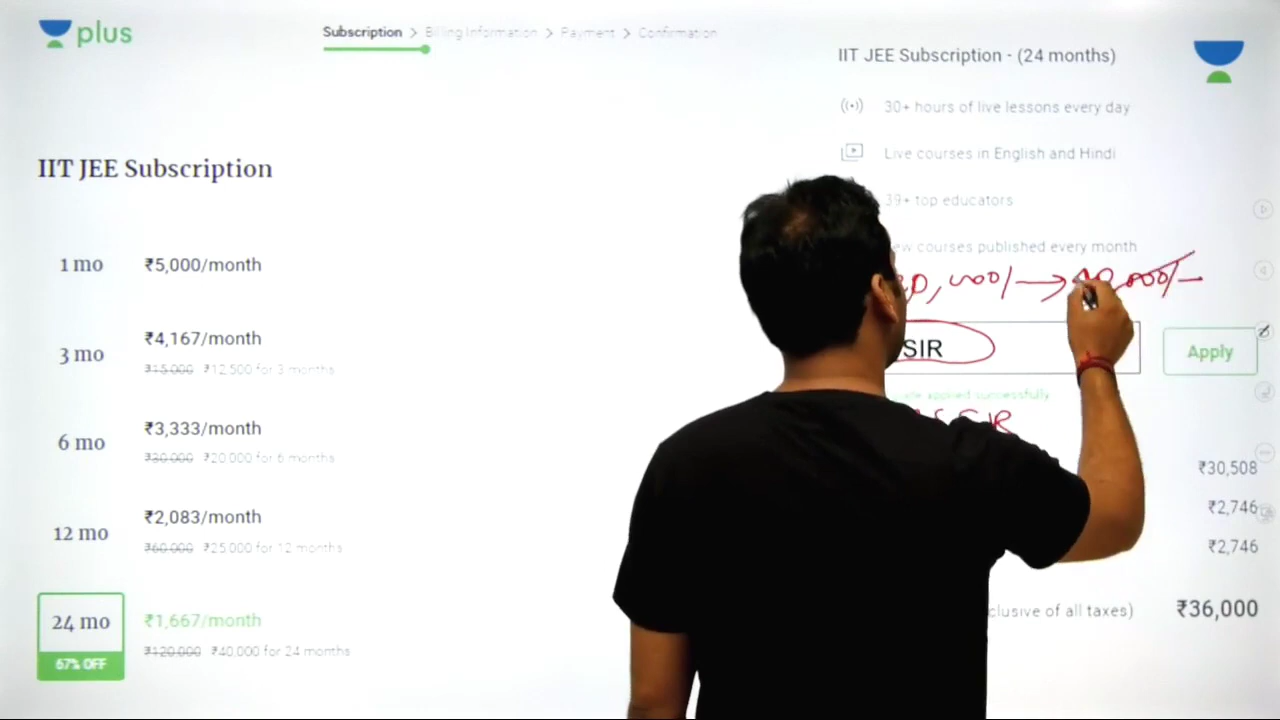 plus
Subscription > Billing Information > Payment > Confirmation
IIT JEE Subscription - (24 months)
30+ hours of live lessons every day
Live courses in English and Hindi
39+ top educators
courses published every month
IIT JEE Subscription
1 mo ₹5,000/month
3 mo ₹4,167/month
₹15,000 ₹12,500 for 3 months
6 mo ₹3,333/month
₹30,000 ₹20,000 for 6 months
12 mo ₹2,083/month
₹60,000 ₹25,000 for 12 months
24 mo ₹1,667/month
67% OFF ₹120,000 ₹40,000 for 24 months
SIR
Apply
applied successfully
₹30,508
₹2,746
₹2,746
of all taxes) ₹36,000